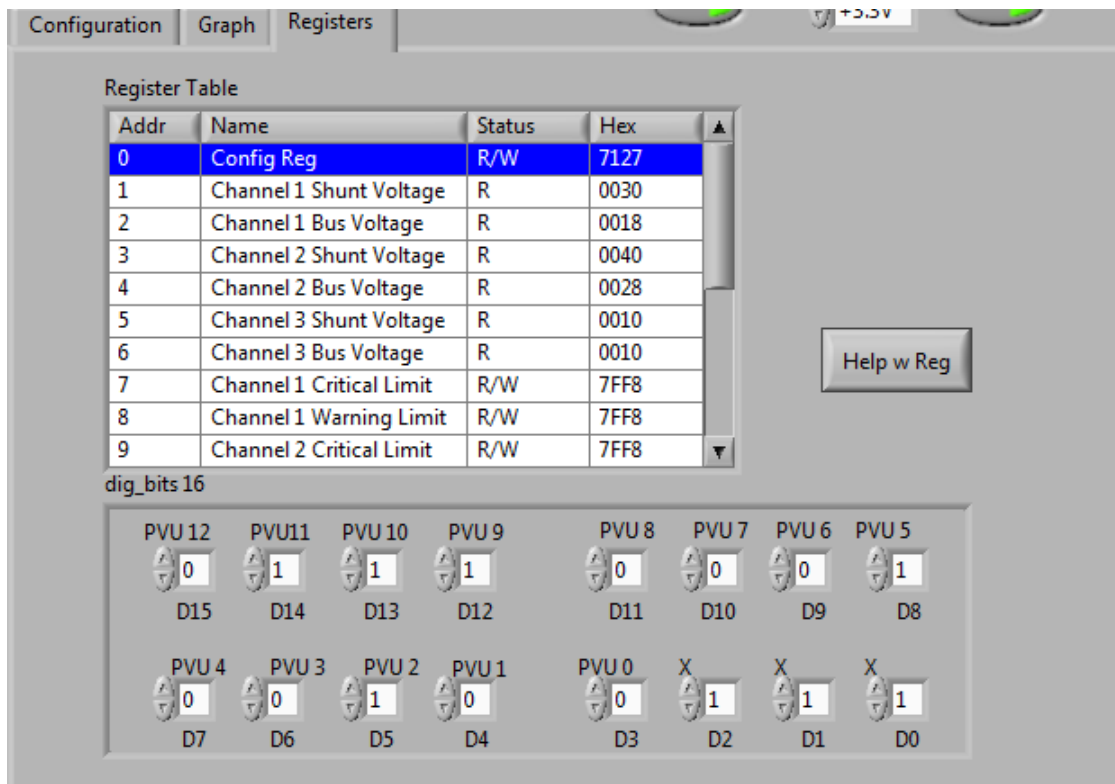 Configuration Graph Registers +3.3V
Register Table
Addr Name Status Hex
0 Config Reg R/W 7127
1 Channel 1 Shunt Voltage R 0030
2 Channel 1 Bus Voltage R 0018
3 Channel 2 Shunt Voltage R 0040
4 Channel 2 Bus Voltage R 0028
5 Channel 3 Shunt Voltage R 0010
6 Channel 3 Bus Voltage R 0010
7 Channel 1 Critical Limit R/W 7FF8
8 Channel 1 Warning Limit R/W 7FF8
9 Channel 2 Critical Limit R/W 7FF8
Help w Reg
dig_bits 16
PVU 12 PVU11 PVU 10 PVU 9 PVU 8 PVU 7 PVU 6 PVU 5
0 1 1 1 0 0 0 1
D15 D14 D13 D12 D11 D10 D9 D8
PVU 4 PVU 3 PVU 2 PVU 1 PVU 0 X X X
0 0 1 0 0 1 1 1
D7 D6 D5 D4 D3 D2 D1 D0